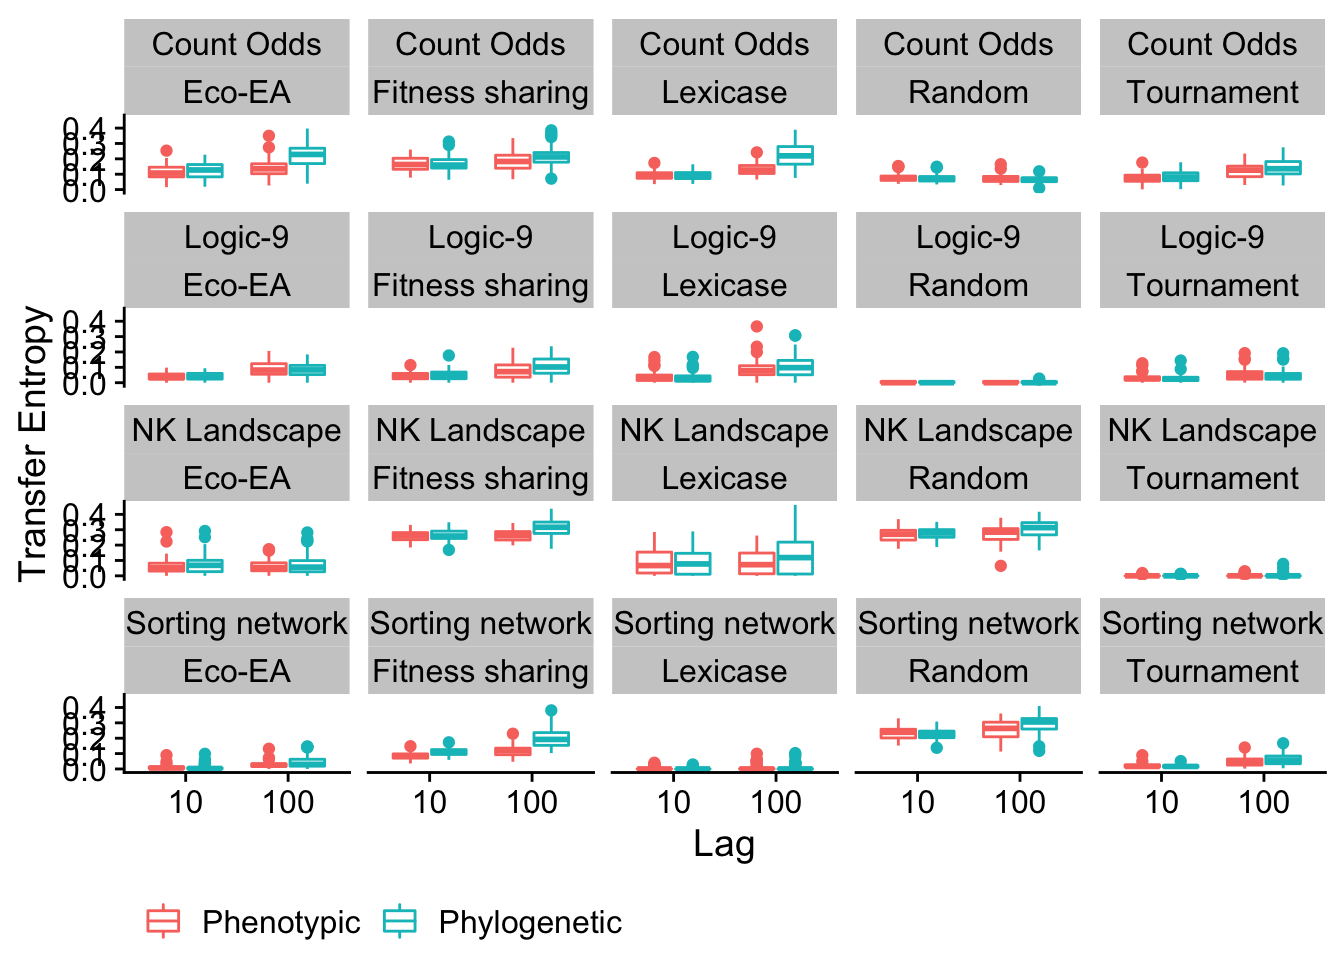 Count Odds Count Odds Count Odds Count Odds Count Odds
Eco-EA Fitness sharing Lexicase Random Tournament
0.4
0.3
0.2
0.1
0.0
Logic-9 Logic-9 Logic-9 Logic-9 Logic-9
Eco-EA Fitness sharing Lexicase Random Tournament
0.4
0.3
0.2
0.1
0.0
NK Landscape NK Landscape NK Landscape NK Landscape NK Landscape
Eco-EA Fitness sharing Lexicase Random Tournament
0.4
0.3
0.2
0.1
0.0
Sorting network Sorting network Sorting network Sorting network Sorting network
Eco-EA Fitness sharing Lexicase Random Tournament
0.4
0.3
0.2
0.1
0.0
Transfer Entropy
10 100 10 100 10 100 10 100 10 100
Lag
Phenotypic Phylogenetic